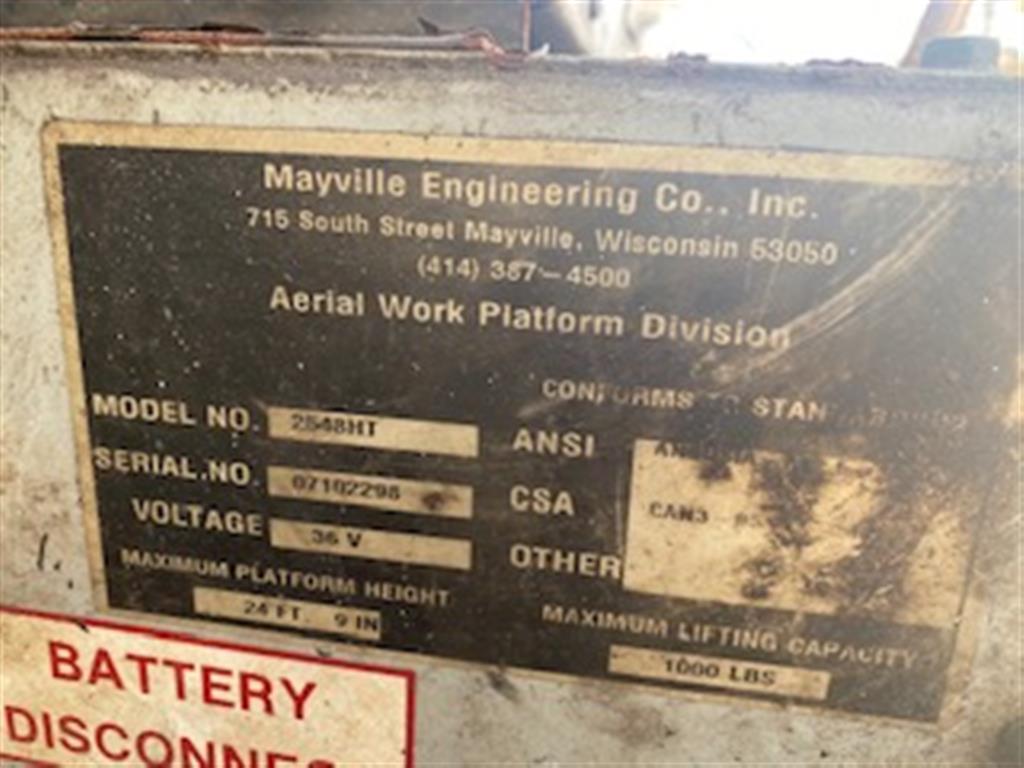 Mayville Engineering Co., Inc.
715 South Street Mayville, Wisconsin 53050
(414) 387-4500
Aerial Work Platform Division
CONFORMS TO
MODEL NO. 2548HT
ANSI
SERIAL NO. 07102298
CSA CAN3
VOLTAGE 36 V
OTHER
MAXIMUM PLATFORM HEIGHT
24 FT. 9 IN
MAXIMUM LIFTING CAPACITY
1000 LBS
BATTERY